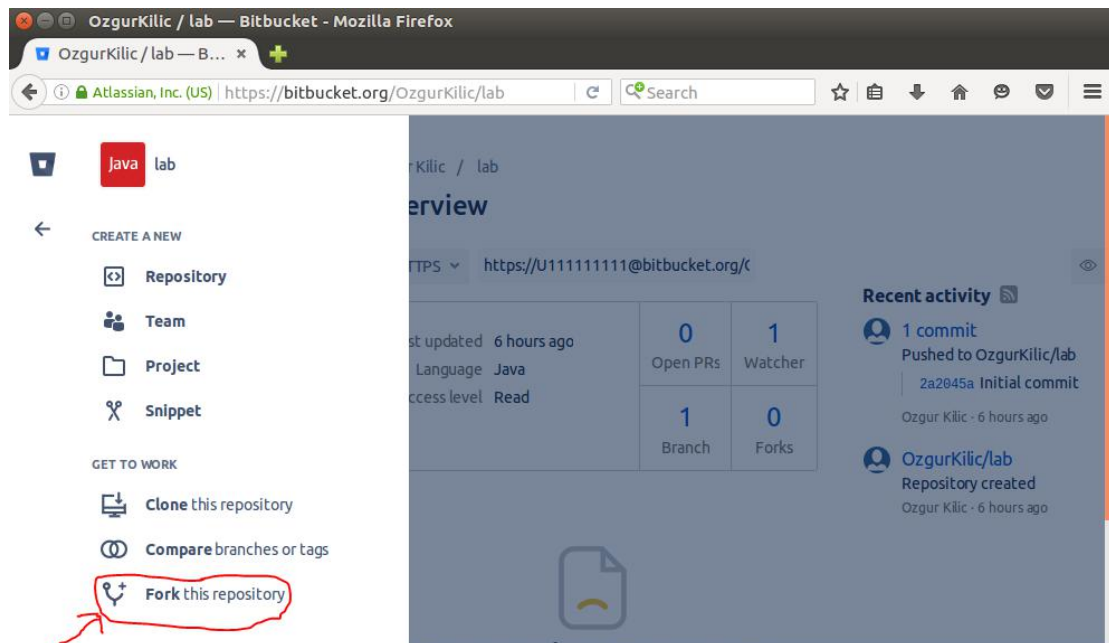 OzgurKilic / lab — Bitbucket - Mozilla Firefox
OzgurKilic / lab — B...
Atlassian, Inc. (US) https://bitbucket.org/OzgurKilic/lab
Search
Java lab
CREATE A NEW
Repository
Team
Project
Snippet
GET TO WORK
Clone this repository
Compare branches or tags
Fork this repository
Kilic / lab
erview
TTPS https://U111111111@bitbucket.org/
st updated 6 hours ago
Language Java
ccess level Read
0
Open PRs
1
Watcher
1
Branch
0
Forks
Recent activity
1 commit
Pushed to OzgurKilic/lab
2a2045a Initial commit
Ozgur Kilic · 6 hours ago
OzgurKilic/lab
Repository created
Ozgur Kilic · 6 hours ago